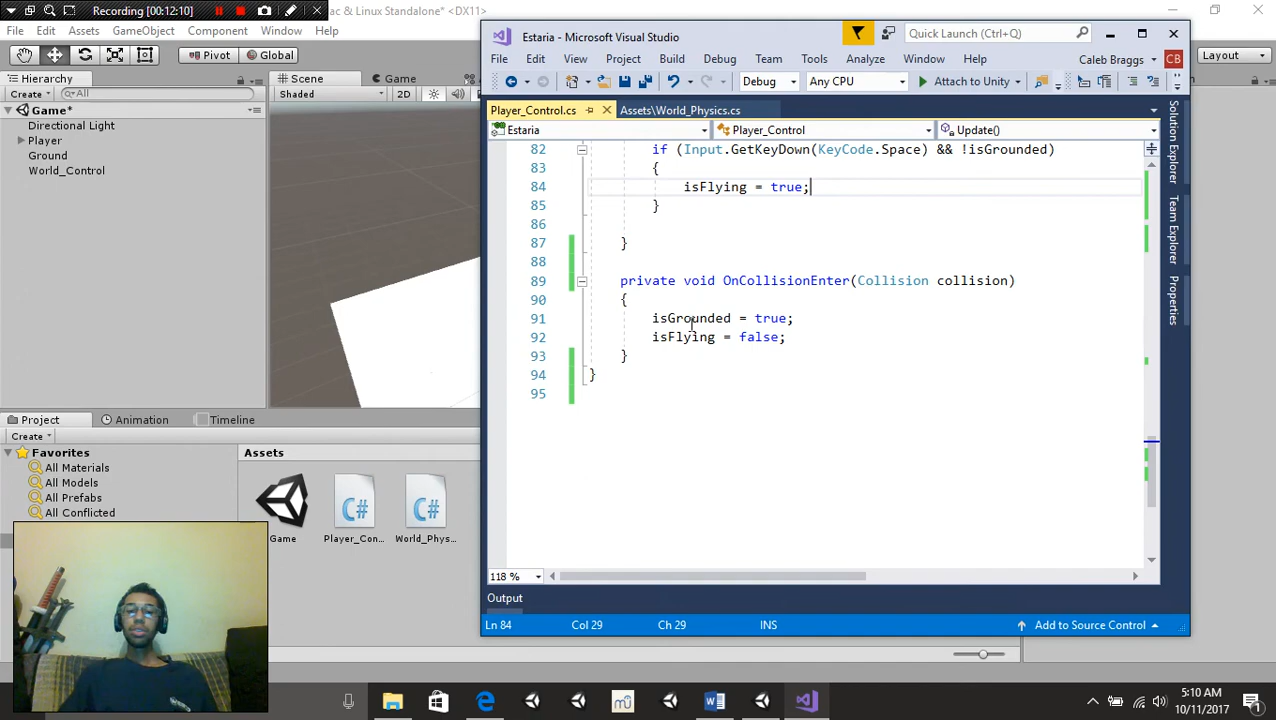 Recording [00:12:10]
ac & Linux Standalone* <DX11>
File Edit Assets GameObject Component Window Help
Pivot Global
Layout
Hierarchy
Create All
Game*
Directional Light
Player
Ground
World_Control
Scene Game
Shaded 2D
Estaria - Microsoft Visual Studio
Quick Launch (Ctrl+Q)
File Edit View Project Build Debug
Team Tools Analyze Window Help
Caleb Braggs CB
Debug Any CPU Attach to Unity
Player_Control.cs Assets\World_Physics.cs
Estaria Player_Control Update()
82 if (Input.GetKeyDown(KeyCode.Space) && !isGrounded)
83 {
84 isFlying = true;
85 }
86
87 }
88
89 private void OnCollisionEnter(Collision collision)
90 {
91 isGrounded = true;
92 isFlying = false;
93 }
94 }
95
118 %
Output
Ln 84 Col 29 Ch 29 INS Add to Source Control
Solution Explorer
Team Explorer
Properties
Project Animation Timeline
Create
Favorites
All Materials
All Models
All Prefabs
All Conflicted
Assets
Game Player_Con... World_Phys...
5:10 AM
10/11/2017